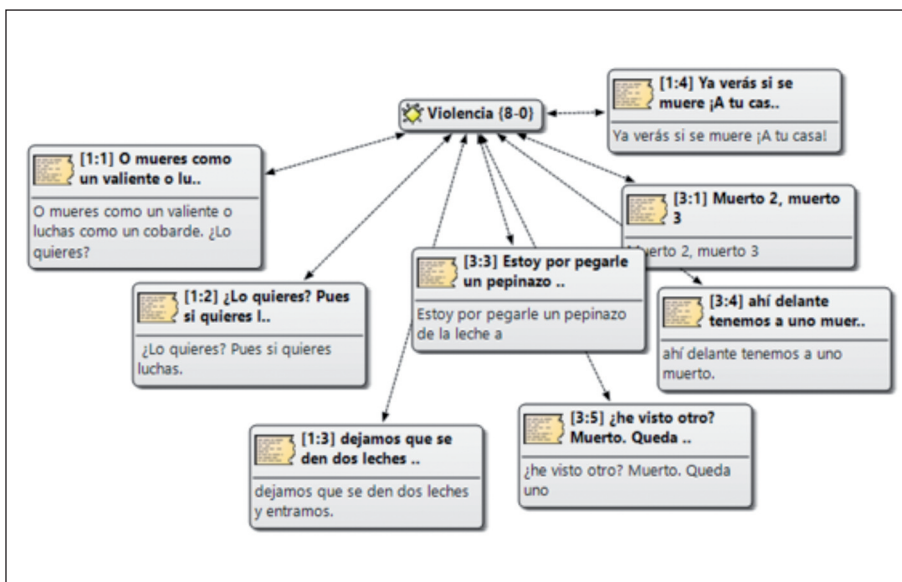 Violencia {8-0}
[1:4] Ya verás si se
muere ¡A tu cas..
Ya verás si se muere ¡A tu casa!
[1:1] O mueres como
un valiente o lu..
O mueres como un valiente o
luchas como un cobarde. ¿Lo
quieres?
[3:1] Muerto 2, muerto
3
Muerto 2, muerto 3
[3:3] Estoy por pegarle
un pepinazo ..
Estoy por pegarle un pepinazo
de la leche a
[1:2] ¿Lo quieres? Pues
si quieres l..
¿Lo quieres? Pues si quieres
luchas.
[3:4] ahí delante
tenemos a uno muer..
ahí delante tenemos a uno
muerto.
[1:3] dejamos que se
den dos leches ..
dejamos que se den dos leches
y entramos.
[3:5] ¿he visto otro?
Muerto. Queda ..
¿he visto otro? Muerto. Queda
uno